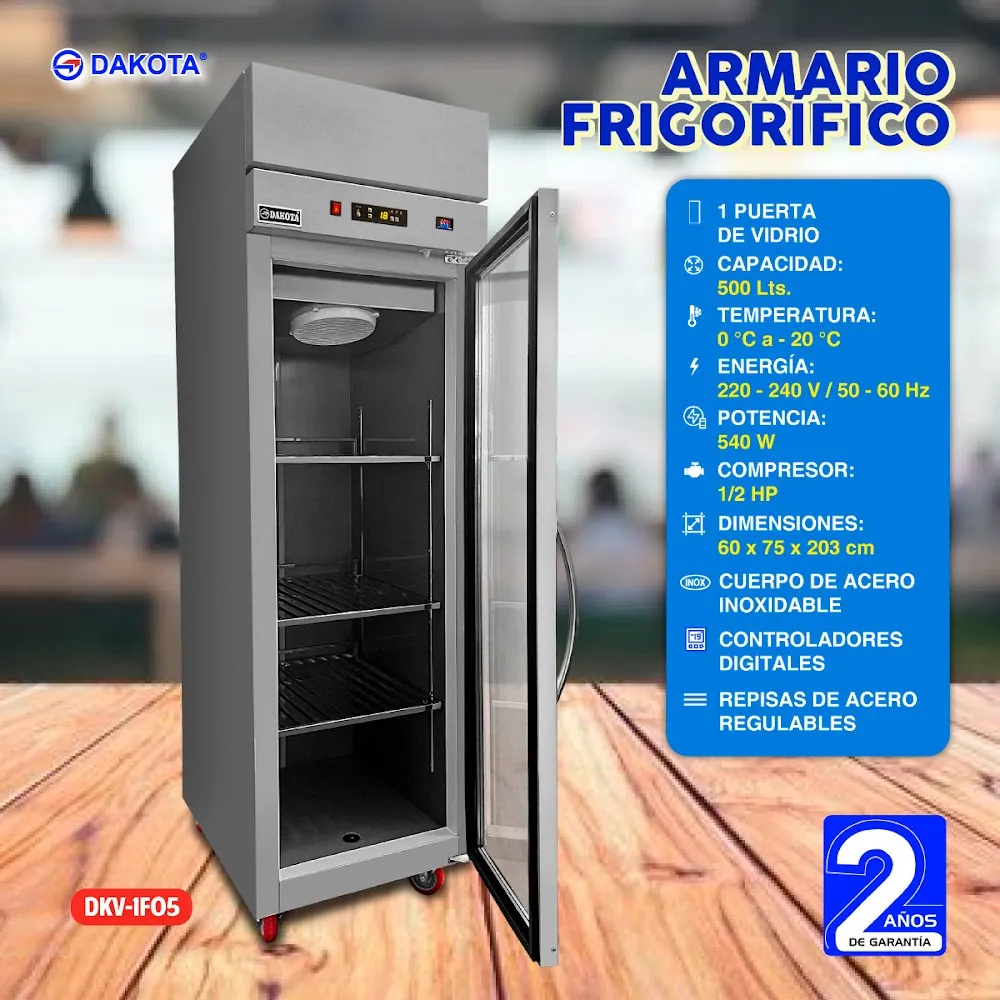 DAKOTA®
ARMARIO
FRIGORÍFICO
DAKOTA
18
1 PUERTA
DE VIDRIO
CAPACIDAD:
500 Lts.
TEMPERATURA:
0 °C a - 20 °C
ENERGÍA:
220 - 240 V / 50 - 60 Hz
POTENCIA:
540 W
COMPRESOR:
1/2 HP
DIMENSIONES:
60 x 75 x 203 cm
INOX
CUERPO DE ACERO
INOXIDABLE
CONTROLADORES
DIGITALES
REPISAS DE ACERO
REGULABLES
DKV-1F05
2
AÑOS
DE GARANTÍA